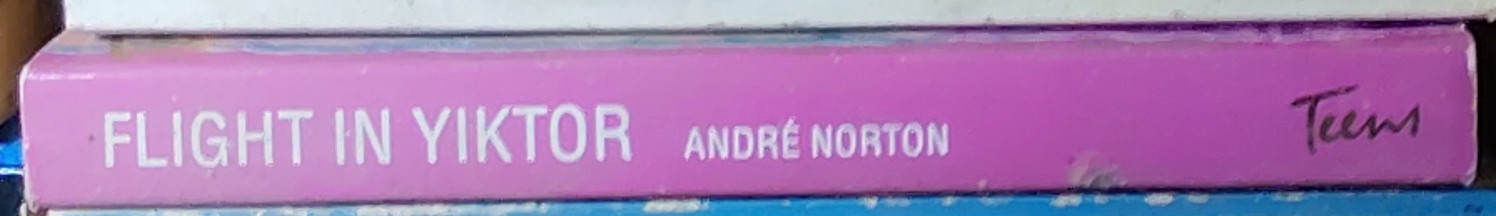 FLIGHT IN YIKTOR ANDRÉ NORTON Teens